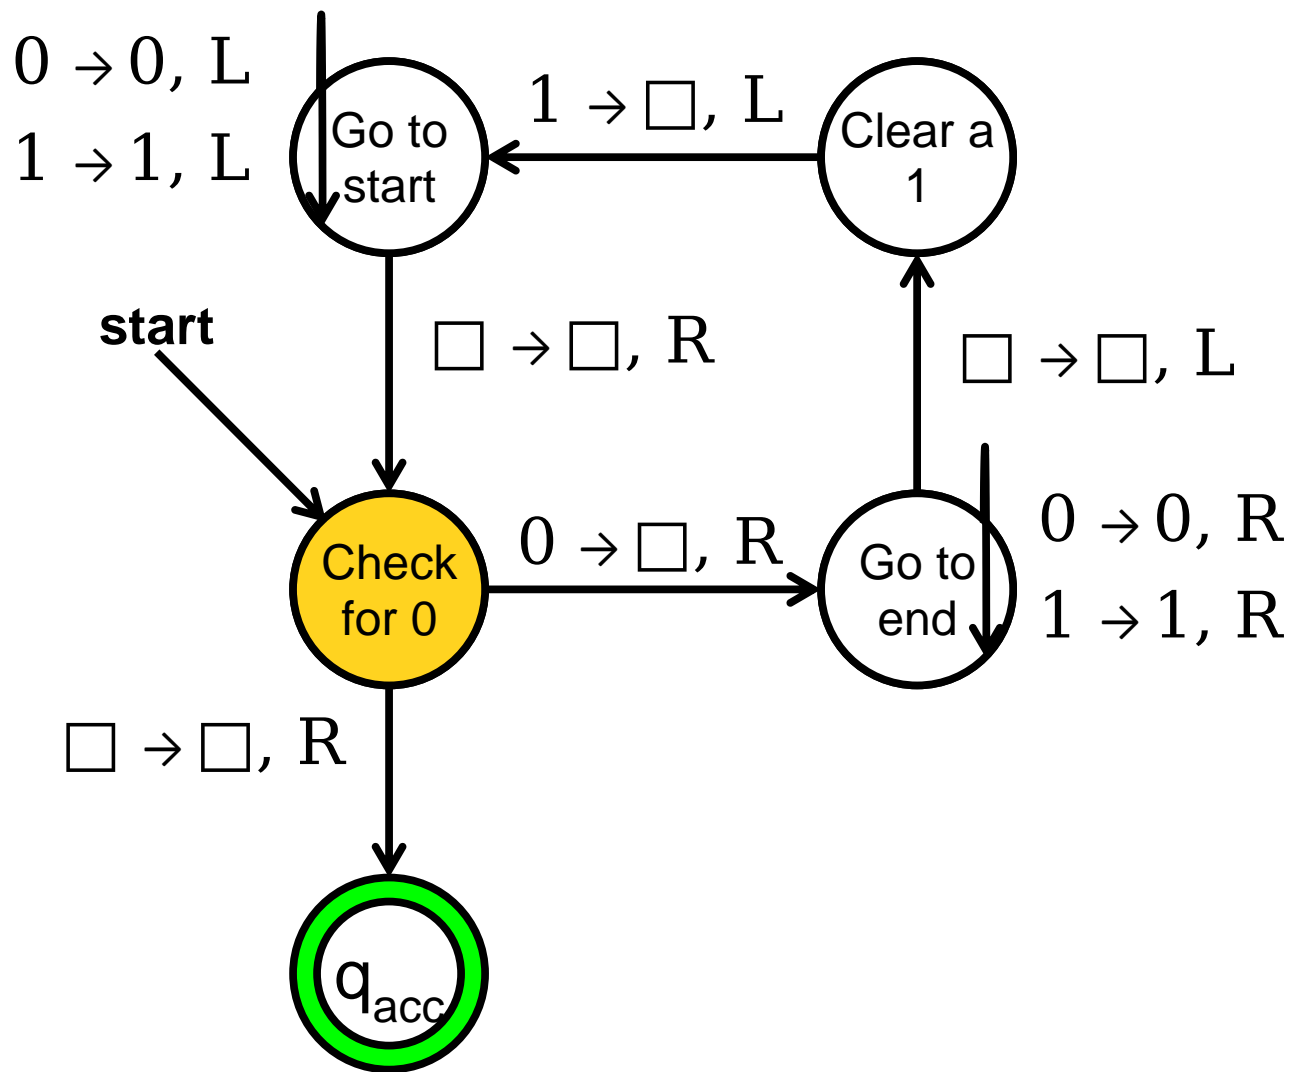 0 → 0, L
1 → 1, L
Go to
start
1 → □, L
Clear a
1
start
□ → □, R
□ → □, L
Check
for 0
0 → □, R
Go to
end
0 → 0, R
1 → 1, R
□ → □, R
qacc